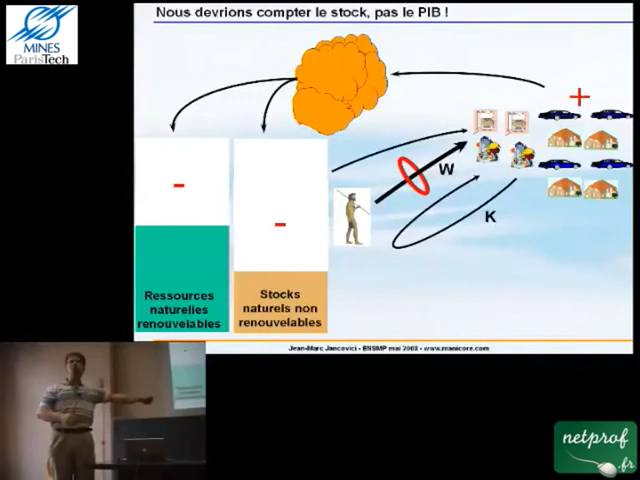 MINES
ParisTech
Nous devrions compter le stock, pas le PIB !
+
-
-
W
K
Ressources
naturelles
renouvelables
Stocks
naturels non
renouvelables
Jean-Marc Jancovici - ENSMP mai 2003 - www.manicore.com
netprof
.fr